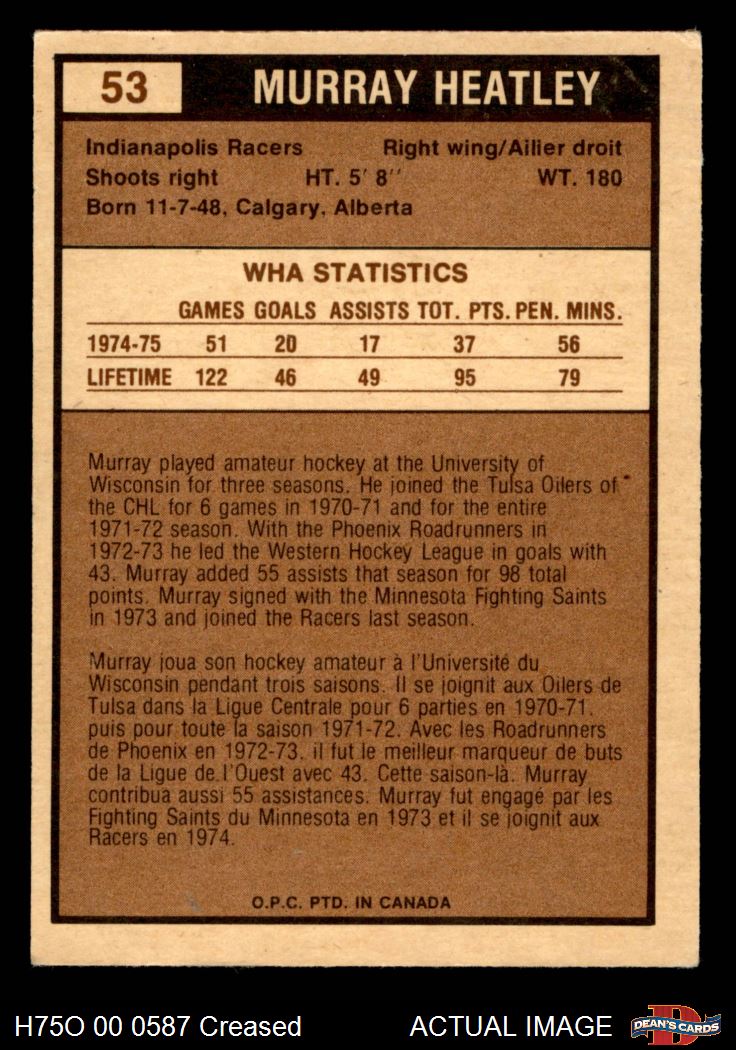 53 MURRAY HEATLEY
Indianapolis Racers Right wing/Ailier droit
Shoots right HT. 5' 8'' WT. 180
Born 11-7-48, Calgary, Alberta
WHA STATISTICS
GAMES GOALS ASSISTS TOT. PTS. PEN. MINS.
1974-75 51 20 17 37 56
LIFETIME 122 46 49 95 79
Murray played amateur hockey at the University of
Wisconsin for three seasons. He joined the Tulsa Oilers of
the CHL for 6 games in 1970-71 and for the entire
1971-72 season. With the Phoenix Roadrunners in
1972-73 he led the Western Hockey League in goals with
43. Murray added 55 assists that season for 98 total
points. Murray signed with the Minnesota Fighting Saints
in 1973 and joined the Racers last season.
Murray joua son hockey amateur à l'Université du
Wisconsin pendant trois saisons. Il se joignit aux Oilers de
Tulsa dans la Ligue Centrale pour 6 parties en 1970-71,
puis pour toute la saison 1971-72. Avec les Roadrunners
de Phoenix en 1972-73, il fut le meilleur marqueur de buts
de la Ligue de l'Ouest avec 43. Cette saison-là, Murray
contribua aussi 55 assistances. Murray fut engagé par les
Fighting Saints du Minnesota en 1973 et il se joignit aux
Racers en 1974.
O.P.C. PTD. IN CANADA
H75O 00 0587 Creased ACTUAL IMAGE D DEAN'S CARDS